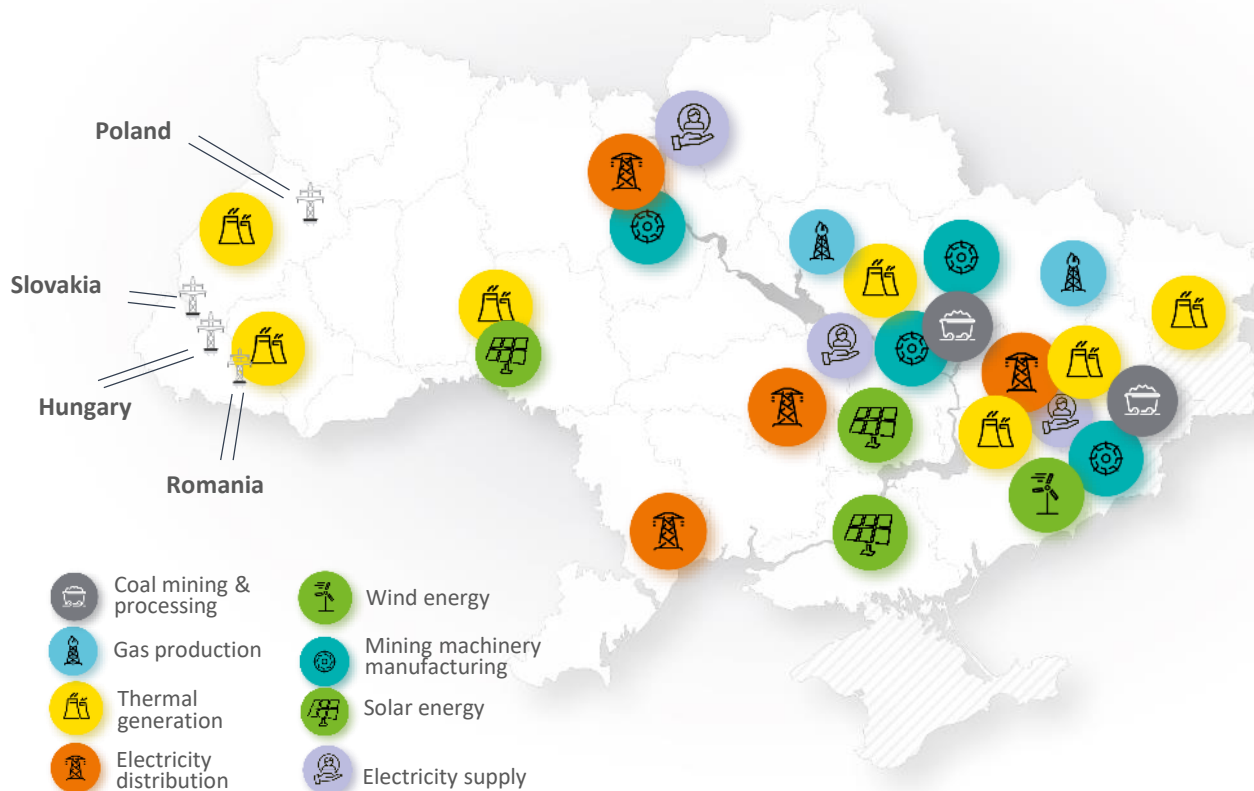 Poland
Slovakia
Hungary
Romania
Coal mining &
processing
Gas production
Thermal
generation
Electricity
distribution
Wind energy
Mining machinery
manufacturing
Solar energy
Electricity supply